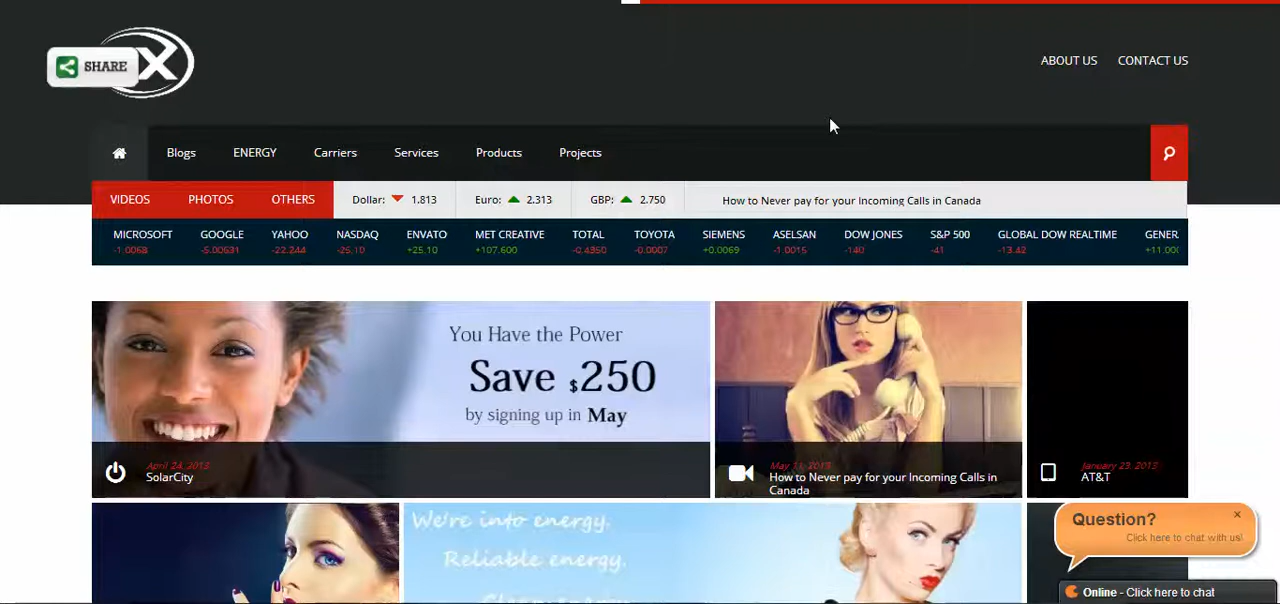 SHARE
X
ABOUT US CONTACT US
Blogs ENERGY Carriers Services Products Projects
VIDEOS PHOTOS OTHERS Dollar: 1.813 Euro: 2.313 GBP: 2.750 How to Never pay for your Incoming Calls in Canada
MICROSOFT GOOGLE YAHOO NASDAQ ENVATO MET CREATIVE TOTAL TOYOTA SIEMENS ASELSAN DOW JONES S&P 500 GLOBAL DOW REALTIME GENER
-1.0068 -5.00631 -22.244 -25.10 +25.10 +107.600 -0.4350 -0.0007 +0.0069 -1.0015 -140 -41 -13.42 +11.00
You Have the Power
Save $250
by signing up in May
April 24, 2013
SolarCity
May 11, 2013
How to Never pay for your Incoming Calls in
Canada
January 23, 2013
AT&T
We're into energy.
Reliable energy.
Clean energy.
Question?
Click here to chat with us!
Online - Click here to chat